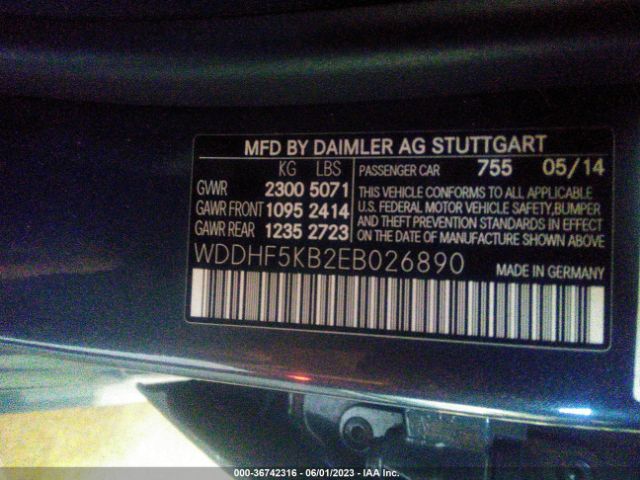 MFD BY DAIMLER AG STUTTGART
KG LBS
GVWR 2300 5071
GAWR FRONT 1095 2414
GAWR REAR 1235 2723
PASSENGER CAR 755 05/14
THIS VEHICLE CONFORMS TO ALL APPLICABLE
U.S. FEDERAL MOTOR VEHICLE SAFETY, BUMPER
AND THEFT PREVENTION STANDARDS IN EFFECT
ON THE DATE OF MANUFACTURE SHOWN ABOVE
WDDHF5KB2EB026890
MADE IN GERMANY
000-36742316 - 06/01/2023 - IAA Inc.